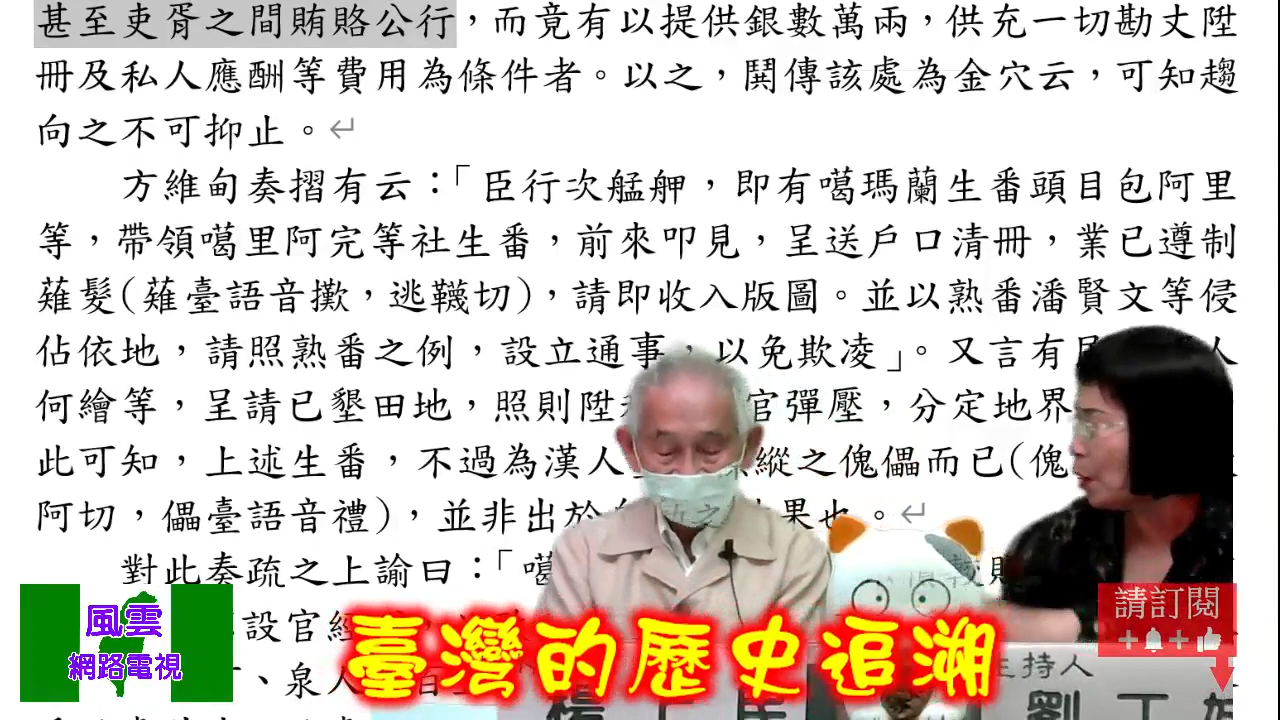 甚至吏胥之間賄賂公行，而竟有以提供銀數萬兩，供充一切勘丈陞
冊及私人應酬等費用為條件者。以之，鬨傳該處為金穴云，可知趨
向之不可抑止。
方維甸奏摺有云：「臣行次艋舺，即有噶瑪蘭生番頭目包阿里
等，帶領噶里阿完等社生番，前來叩見，呈送戶口清冊，業已遵制
薙髮(薙臺語音擻，逃韈切)，請即收入版圖。並以熟番潘賢文等侵
佔依地，請照熟番之例，設立通事，以免欺凌」。又言有
何繪等，呈請已墾田地，照則陞 官彈壓，分定地界
此可知，上述生番，不過為漢人 縱之傀儡而已(傀
阿切，儡臺語音禮)，並非出於 果也。
對此奏疏之上諭曰：「噶
設官經
、泉人
風雲
網路電視
臺灣的歷史追溯
請訂閱
主持人